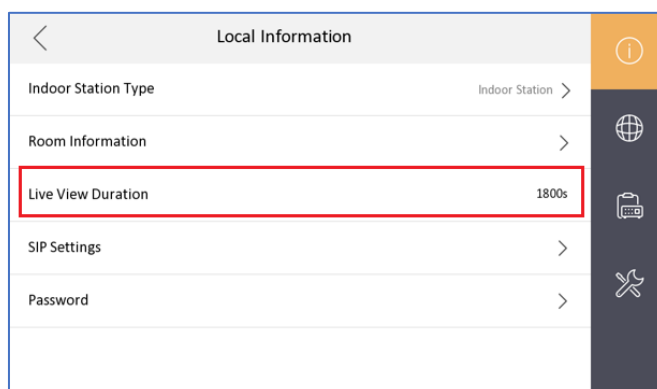 Local Information
Indoor Station Type Indoor Station
Room Information
Live View Duration 1800s
SIP Settings
Password